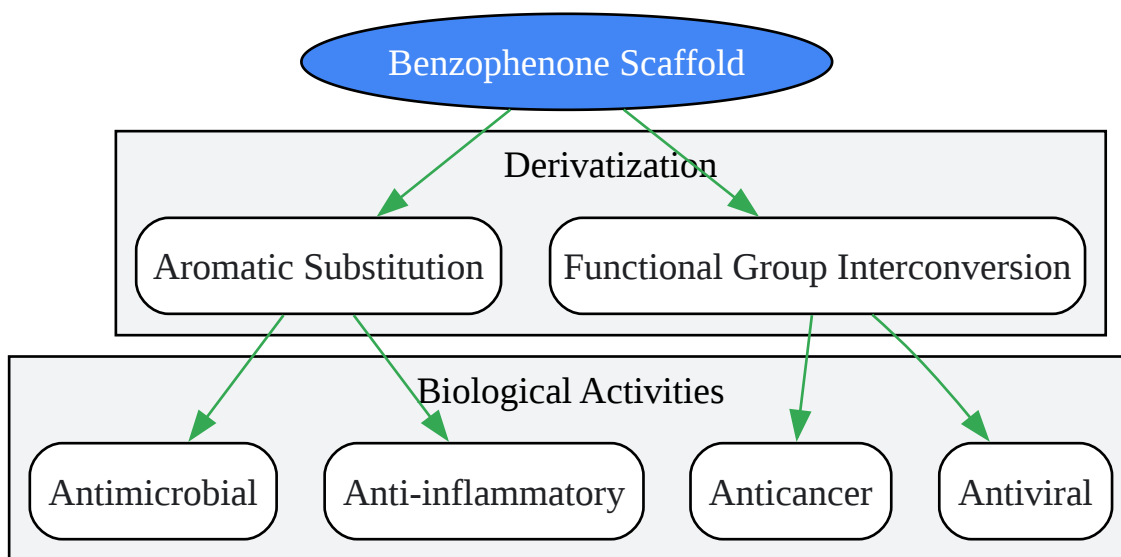 Benzophenone Scaffold
Derivatization
Aromatic Substitution
Functional Group Interconversion
Biological Activities
Antimicrobial
Anti-inflammatory
Anticancer
Antiviral